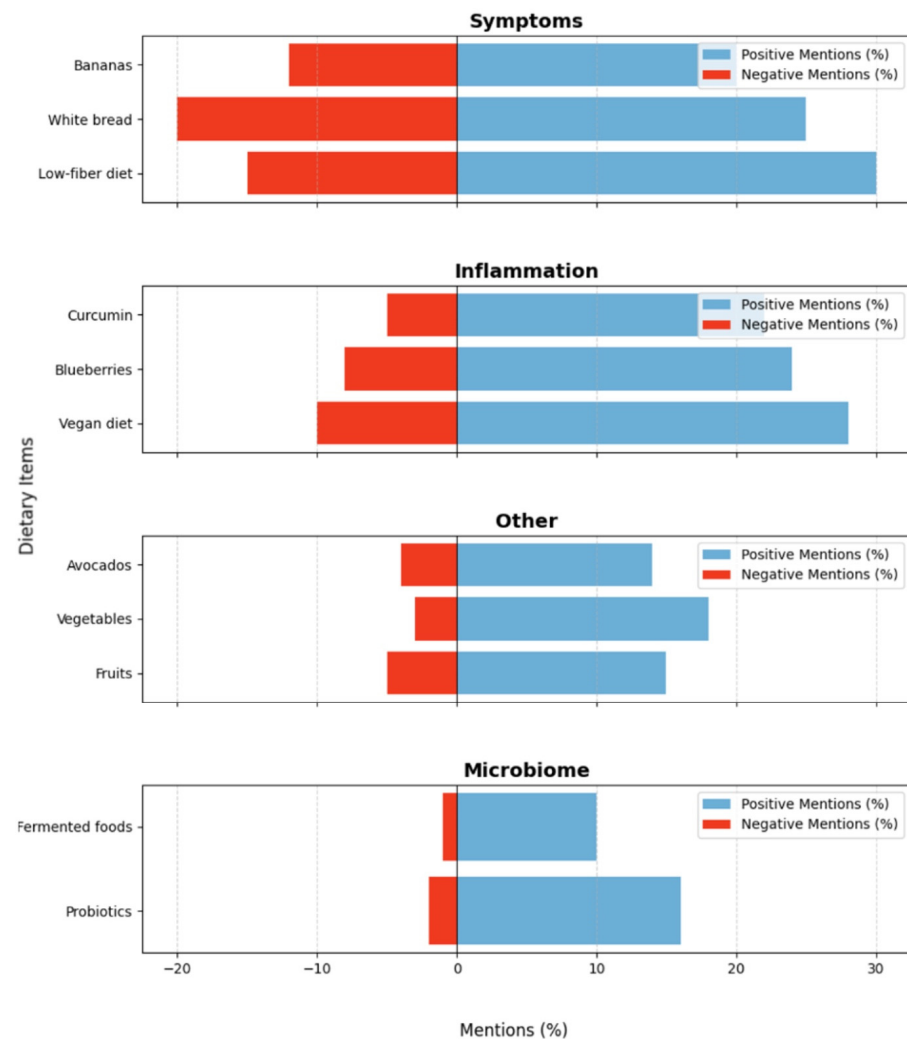 Symptoms
Bananas
White bread
Low-fiber diet
Positive Mentions (%)
Negative Mentions (%)
Inflammation
Curcumin
Blueberries
Vegan diet
Positive Mentions (%)
Negative Mentions (%)
Dietary Items
Other
Avocados
Vegetables
Fruits
Positive Mentions (%)
Negative Mentions (%)
Microbiome
Fermented foods
Probiotics
Positive Mentions (%)
Negative Mentions (%)
−20 −10 0 10 20 30
Mentions (%)